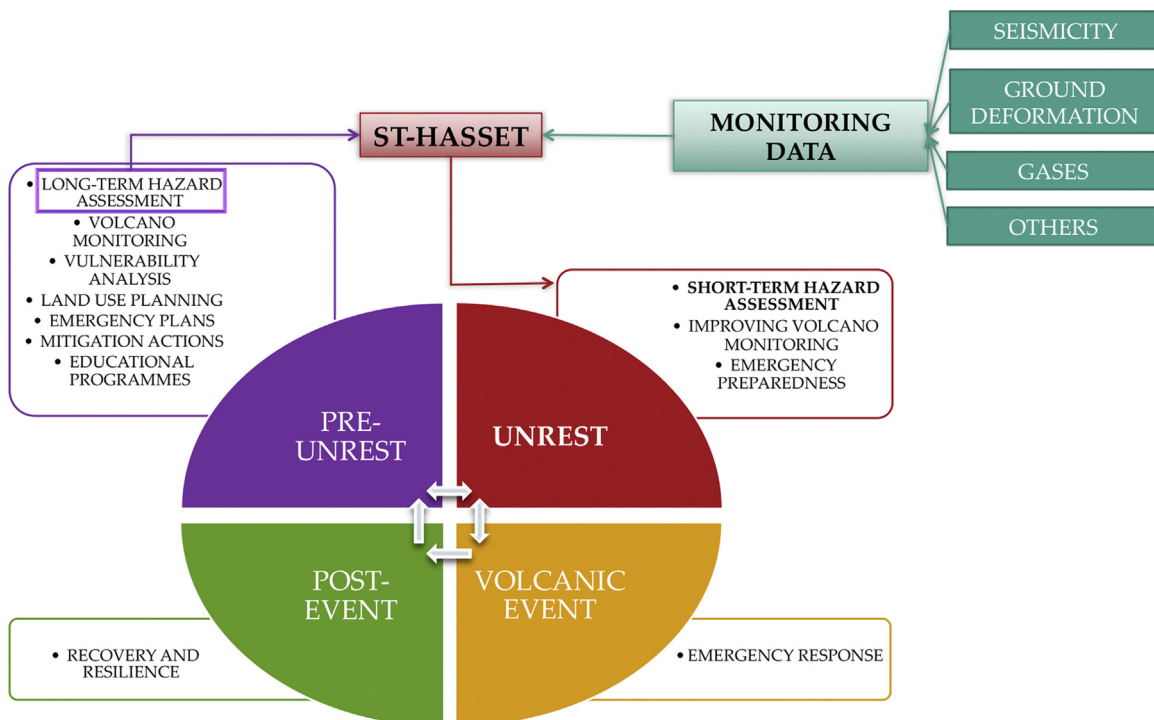 SEISMICITY
GROUND
DEFORMATION
GASES
OTHERS
MONITORING
DATA
ST-HASSET
• LONG-TERM HAZARD
ASSESSMENT
• VOLCANO
MONITORING
• VULNERABILITY
ANALYSIS
• LAND USE PLANNING
• EMERGENCY PLANS
• MITIGATION ACTIONS
• EDUCATIONAL
PROGRAMMES
• SHORT-TERM HAZARD
ASSESSMENT
• IMPROVING VOLCANO
MONITORING
• EMERGENCY
PREPAREDNESS
PRE-
UNREST
UNREST
POST-
EVENT
VOLCANIC
EVENT
• RECOVERY AND
RESILIENCE
• EMERGENCY RESPONSE